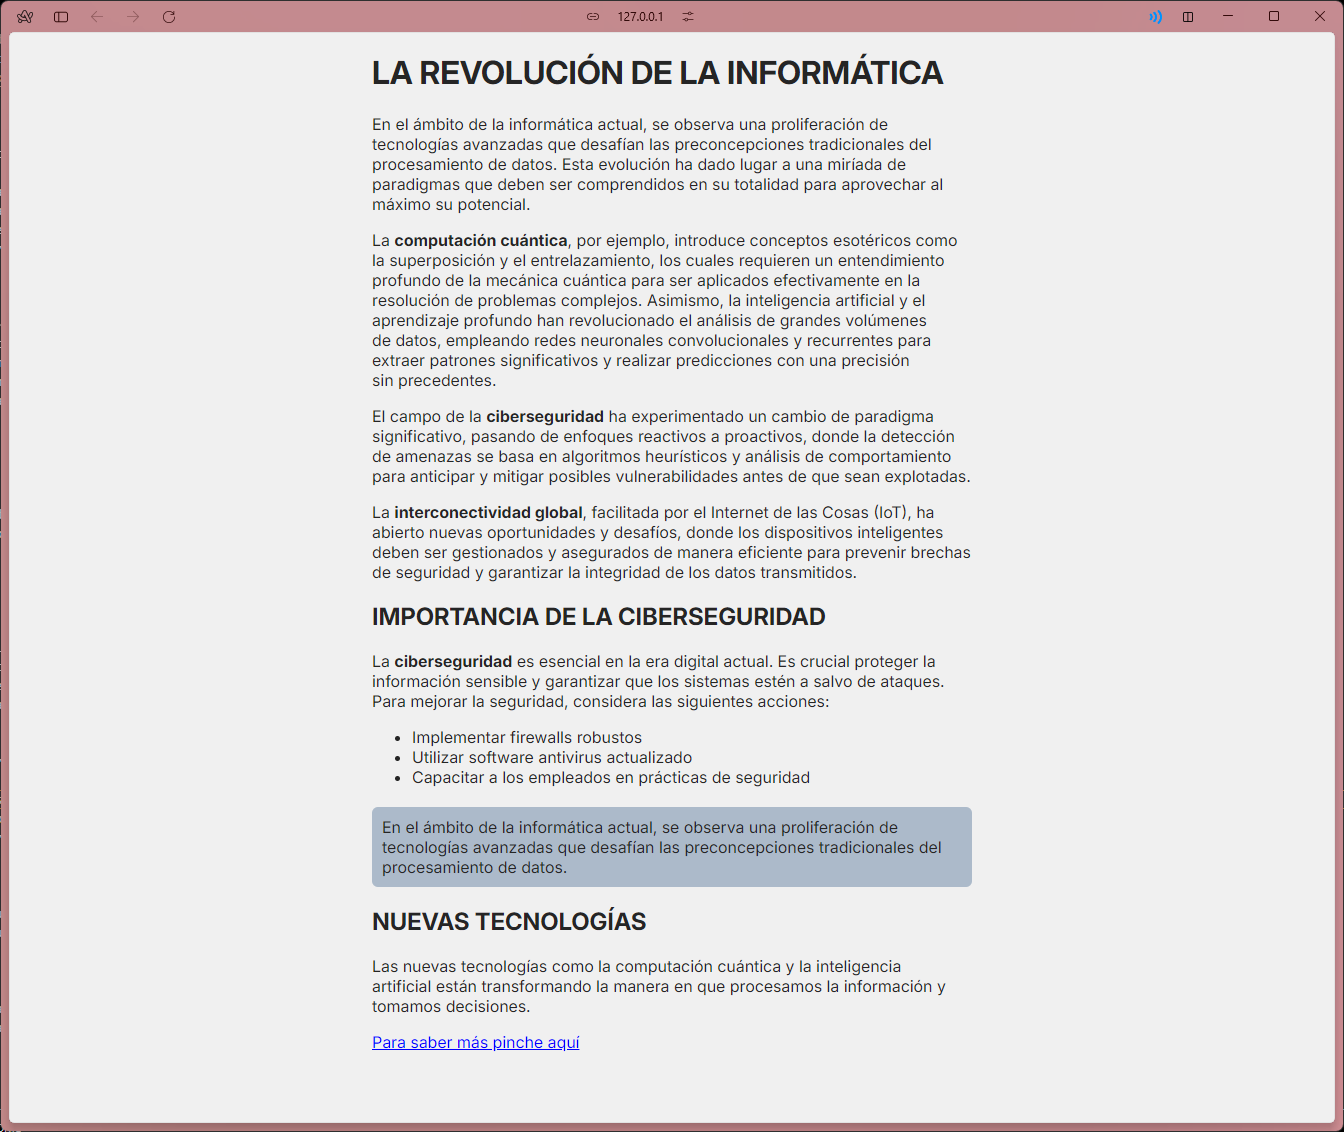 127.0.0.1
LA REVOLUCIÓN DE LA INFORMÁTICA
En el ámbito de la informática actual, se observa una proliferación de
tecnologías avanzadas que desafían las preconcepciones tradicionales del
procesamiento de datos. Esta evolución ha dado lugar a una miríada de
paradigmas que deben ser comprendidos en su totalidad para aprovechar al
máximo su potencial.
La computación cuántica, por ejemplo, introduce conceptos esotéricos como
la superposición y el entrelazamiento, los cuales requieren un entendimiento
profundo de la mecánica cuántica para ser aplicados efectivamente en la
resolución de problemas complejos. Asimismo, la inteligencia artificial y el
aprendizaje profundo han revolucionado el análisis de grandes volúmenes
de datos, empleando redes neuronales convolucionales y recurrentes para
extraer patrones significativos y realizar predicciones con una precisión
sin precedentes.
El campo de la ciberseguridad ha experimentado un cambio de paradigma
significativo, pasando de enfoques reactivos a proactivos, donde la detección
de amenazas se basa en algoritmos heurísticos y análisis de comportamiento
para anticipar y mitigar posibles vulnerabilidades antes de que sean explotadas.
La interconectividad global, facilitada por el Internet de las Cosas (IoT), ha
abierto nuevas oportunidades y desafíos, donde los dispositivos inteligentes
deben ser gestionados y asegurados de manera eficiente para prevenir brechas
de seguridad y garantizar la integridad de los datos transmitidos.
IMPORTANCIA DE LA CIBERSEGURIDAD
La ciberseguridad es esencial en la era digital actual. Es crucial proteger la
información sensible y garantizar que los sistemas estén a salvo de ataques.
Para mejorar la seguridad, considera las siguientes acciones:
• Implementar firewalls robustos
• Utilizar software antivirus actualizado
• Capacitar a los empleados en prácticas de seguridad
En el ámbito de la informática actual, se observa una proliferación de
tecnologías avanzadas que desafían las preconcepciones tradicionales del
procesamiento de datos.
NUEVAS TECNOLOGÍAS
Las nuevas tecnologías como la computación cuántica y la inteligencia
artificial están transformando la manera en que procesamos la información y
tomamos decisiones.
Para saber más pinche aquí